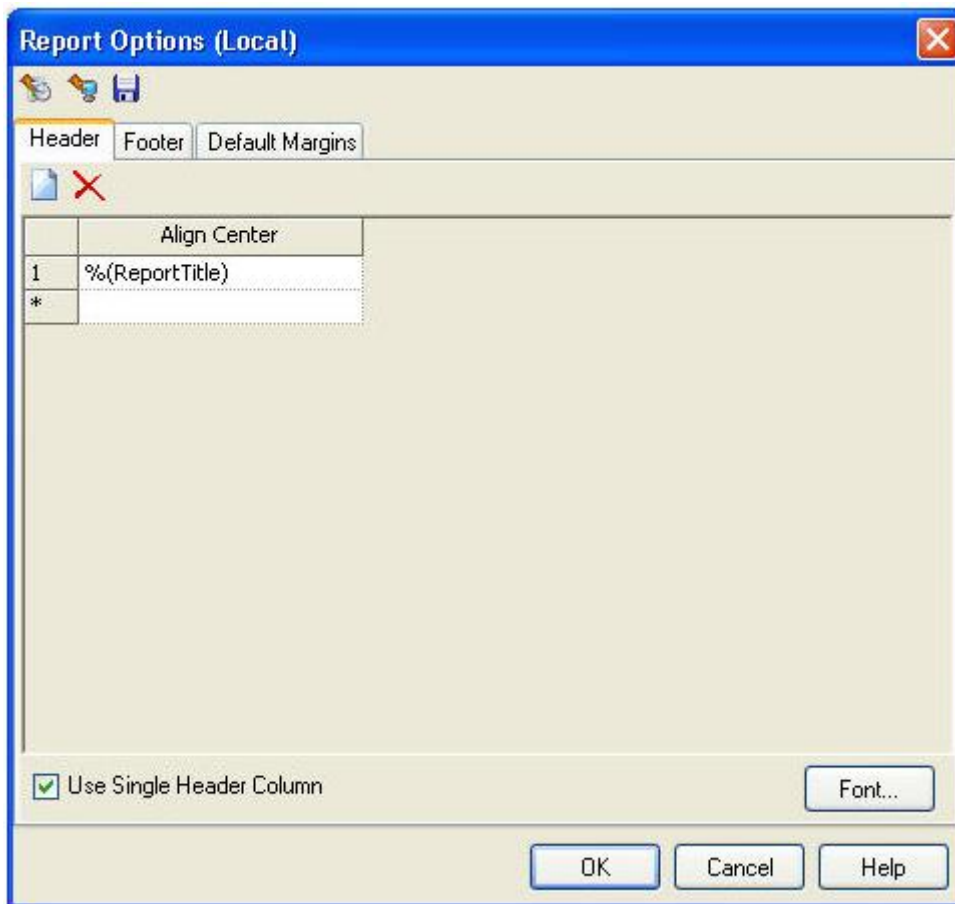 Report Options (Local)
Header Footer Default Margins
Align Center
1 %(ReportTitle)
*
Use Single Header Column
Font...
OK Cancel Help